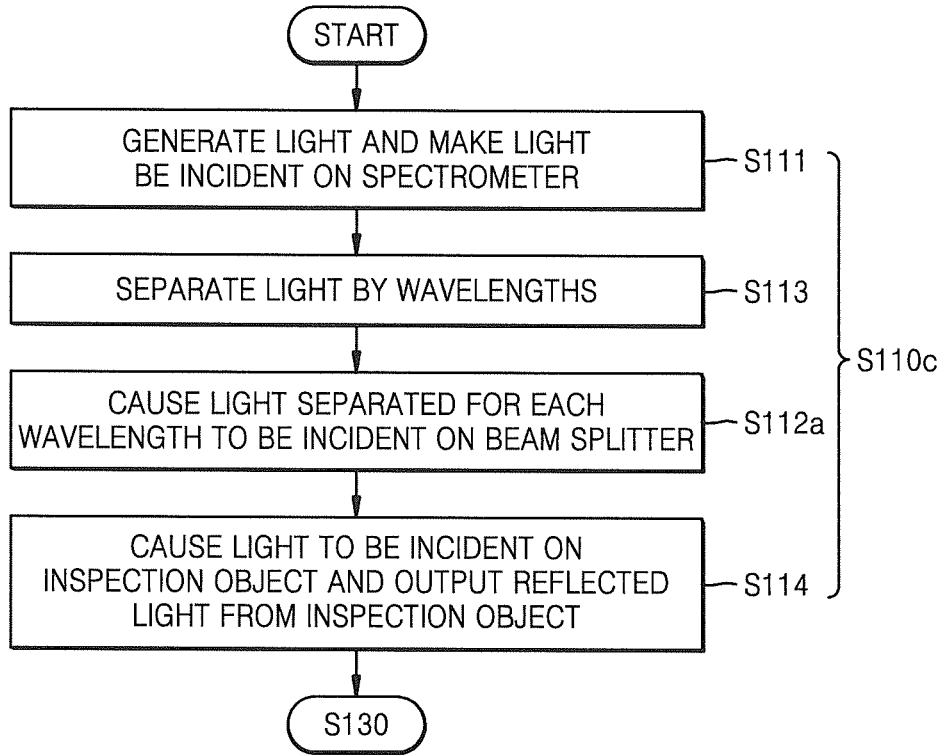 START
GENERATE LIGHT AND MAKE LIGHT
BE INCIDENT ON SPECTROMETER
S111
SEPARATE LIGHT BY WAVELENGTHS
S113
S110c
CAUSE LIGHT SEPARATED FOR EACH
WAVELENGTH TO BE INCIDENT ON BEAM SPLITTER
S112a
CAUSE LIGHT TO BE INCIDENT ON
INSPECTION OBJECT AND OUTPUT REFLECTED
LIGHT FROM INSPECTION OBJECT
S114
S130